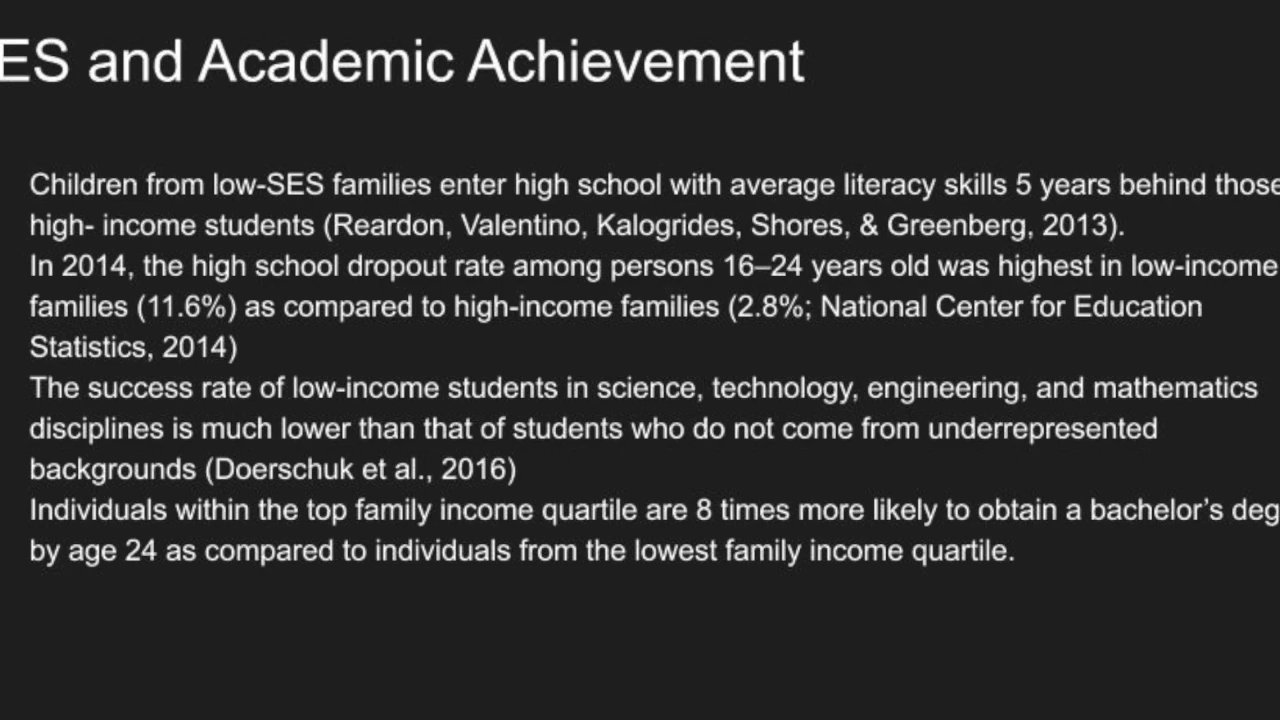 ES and Academic Achievement
Children from low-SES families enter high school with average literacy skills 5 years behind those
high- income students (Reardon, Valentino, Kalogrides, Shores, & Greenberg, 2013).
In 2014, the high school dropout rate among persons 16–24 years old was highest in low-income
families (11.6%) as compared to high-income families (2.8%; National Center for Education
Statistics, 2014)
The success rate of low-income students in science, technology, engineering, and mathematics
disciplines is much lower than that of students who do not come from underrepresented
backgrounds (Doerschuk et al., 2016)
Individuals within the top family income quartile are 8 times more likely to obtain a bachelor’s deg
by age 24 as compared to individuals from the lowest family income quartile.